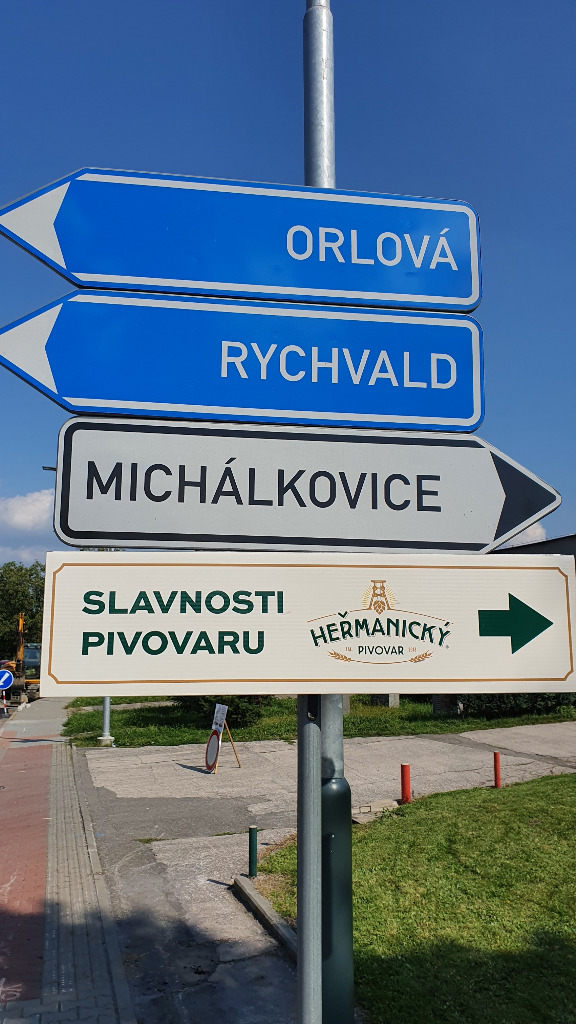 ORLOVÁ
RYCHVALD
MICHÁLKOVICE
SLAVNOSTI
PIVOVARU
HEŘMANICKÝ
PIVOVAR